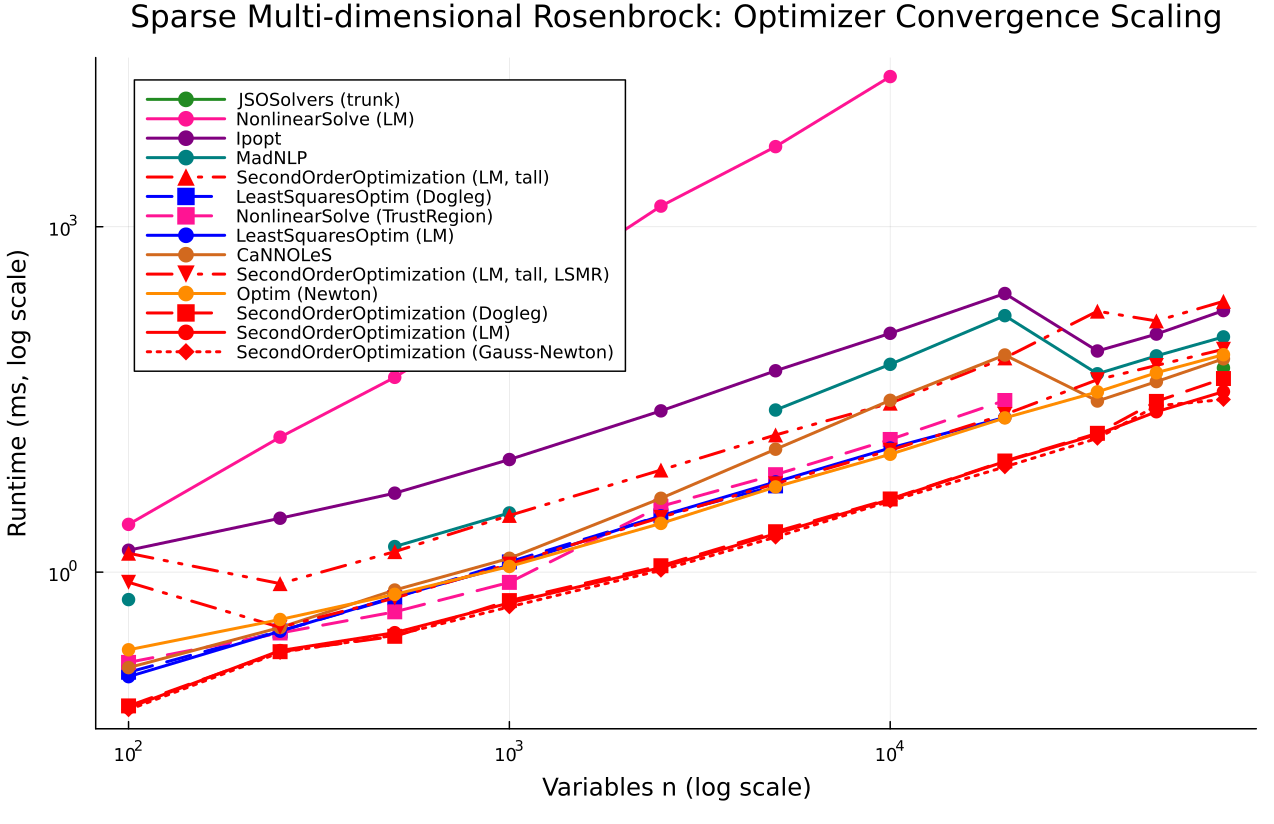 Sparse Multi-dimensional Rosenbrock: Optimizer Convergence Scaling
JSOSolvers (trunk)
NonlinearSolve (LM)
Ipopt
MadNLP
SecondOrderOptimization (LM, tall)
LeastSquaresOptim (Dogleg)
NonlinearSolve (TrustRegion)
LeastSquaresOptim (LM)
CaNNOLeS
SecondOrderOptimization (LM, tall, LSMR)
Optim (Newton)
SecondOrderOptimization (Dogleg)
SecondOrderOptimization (LM)
SecondOrderOptimization (Gauss-Newton)
Runtime (ms, log scale)
10³
10⁰
10² 10³ 10⁴
Variables n (log scale)